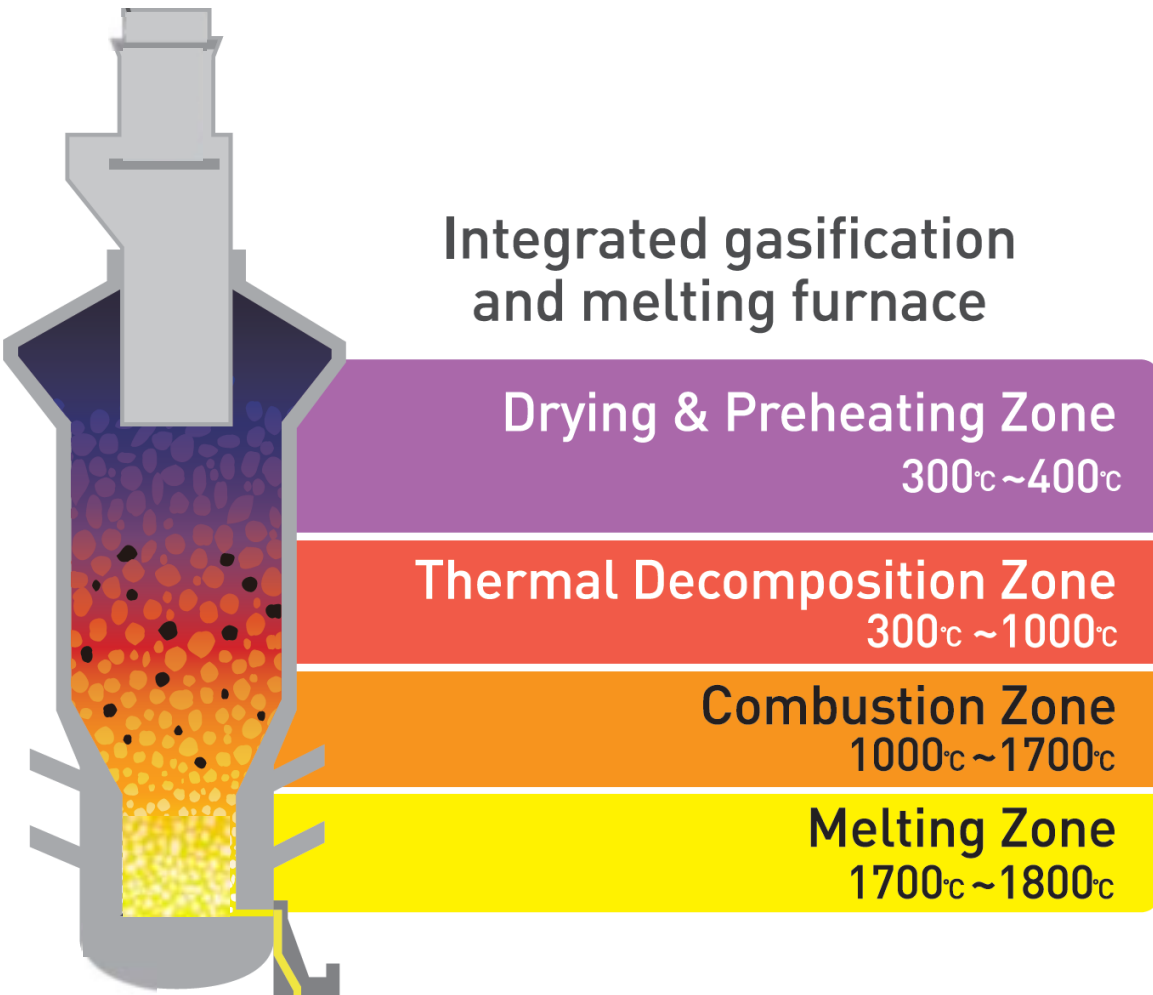 Integrated gasification
and melting furnace
Drying & Preheating Zone
300℃ ~400℃
Thermal Decomposition Zone
300℃ ~1000℃
Combustion Zone
1000℃ ~1700℃
Melting Zone
1700℃ ~1800℃